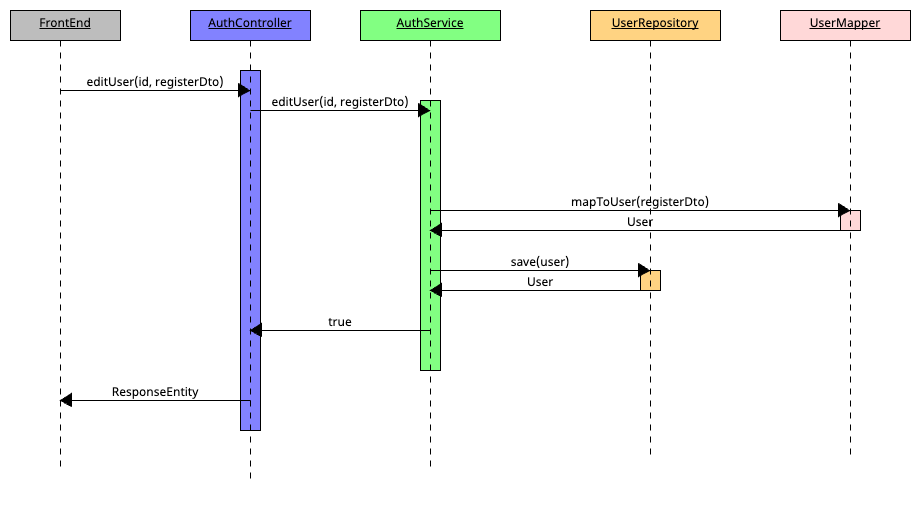 FrontEnd
AuthController
AuthService
UserRepository
UserMapper
editUser(id, registerDto)
editUser(id, registerDto)
mapToUser(registerDto)
User
save(user)
User
true
ResponseEntity